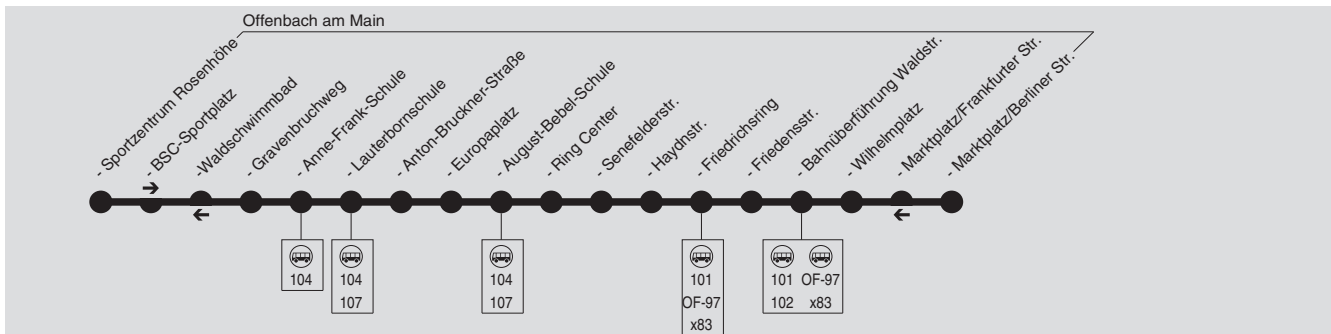 Offenbach am Main
- Sportzentrum Rosenhöhe
- BSC-Sportplatz
-Waldschwimmbad
- Gravenbruchweg
- Anne-Frank-Schule
- Lauterbornschule
- Anton-Bruckner-Straße
- Europaplatz
- August-Bebel-Schule
- Ring Center
- Senefelderstr.
- Haydnstr.
- Friedrichsring
- Friedensstr.
- Bahnüberführung Waldstr.
- Wilhelmplatz
- Marktplatz/Frankfurter Str.
- Marktplatz/Berliner Str.
104
104
107
104
107
101
OF-97
x83
101 OF-97
102 x83